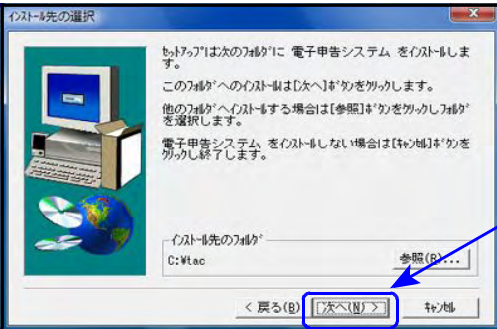 ｲﾝｽﾄｰﾙ先の選択
ｾｯﾄｱｯﾌﾟは次のﾌｫﾙﾀﾞに 電子申告システム をｲﾝｽﾄｰﾙしま
す。
このﾌｫﾙﾀﾞへのｲﾝｽﾄｰﾙは[次へ]ﾎﾞﾀﾝをｸﾘｯｸします。
他のﾌｫﾙﾀﾞへｲﾝｽﾄｰﾙする場合は[参照]ﾎﾞﾀﾝをｸﾘｯｸしﾌｫﾙﾀﾞ
を選択します。
電子申告システム をｲﾝｽﾄｰﾙしない場合は[ｷｬﾝｾﾙ]ﾎﾞﾀﾝを
ｸﾘｯｸし終了します。
ｲﾝｽﾄｰﾙ先のﾌｫﾙﾀﾞ
C:¥tac
参照(R)...
< 戻る(B)
次へ(N) >
ｷｬﾝｾﾙ